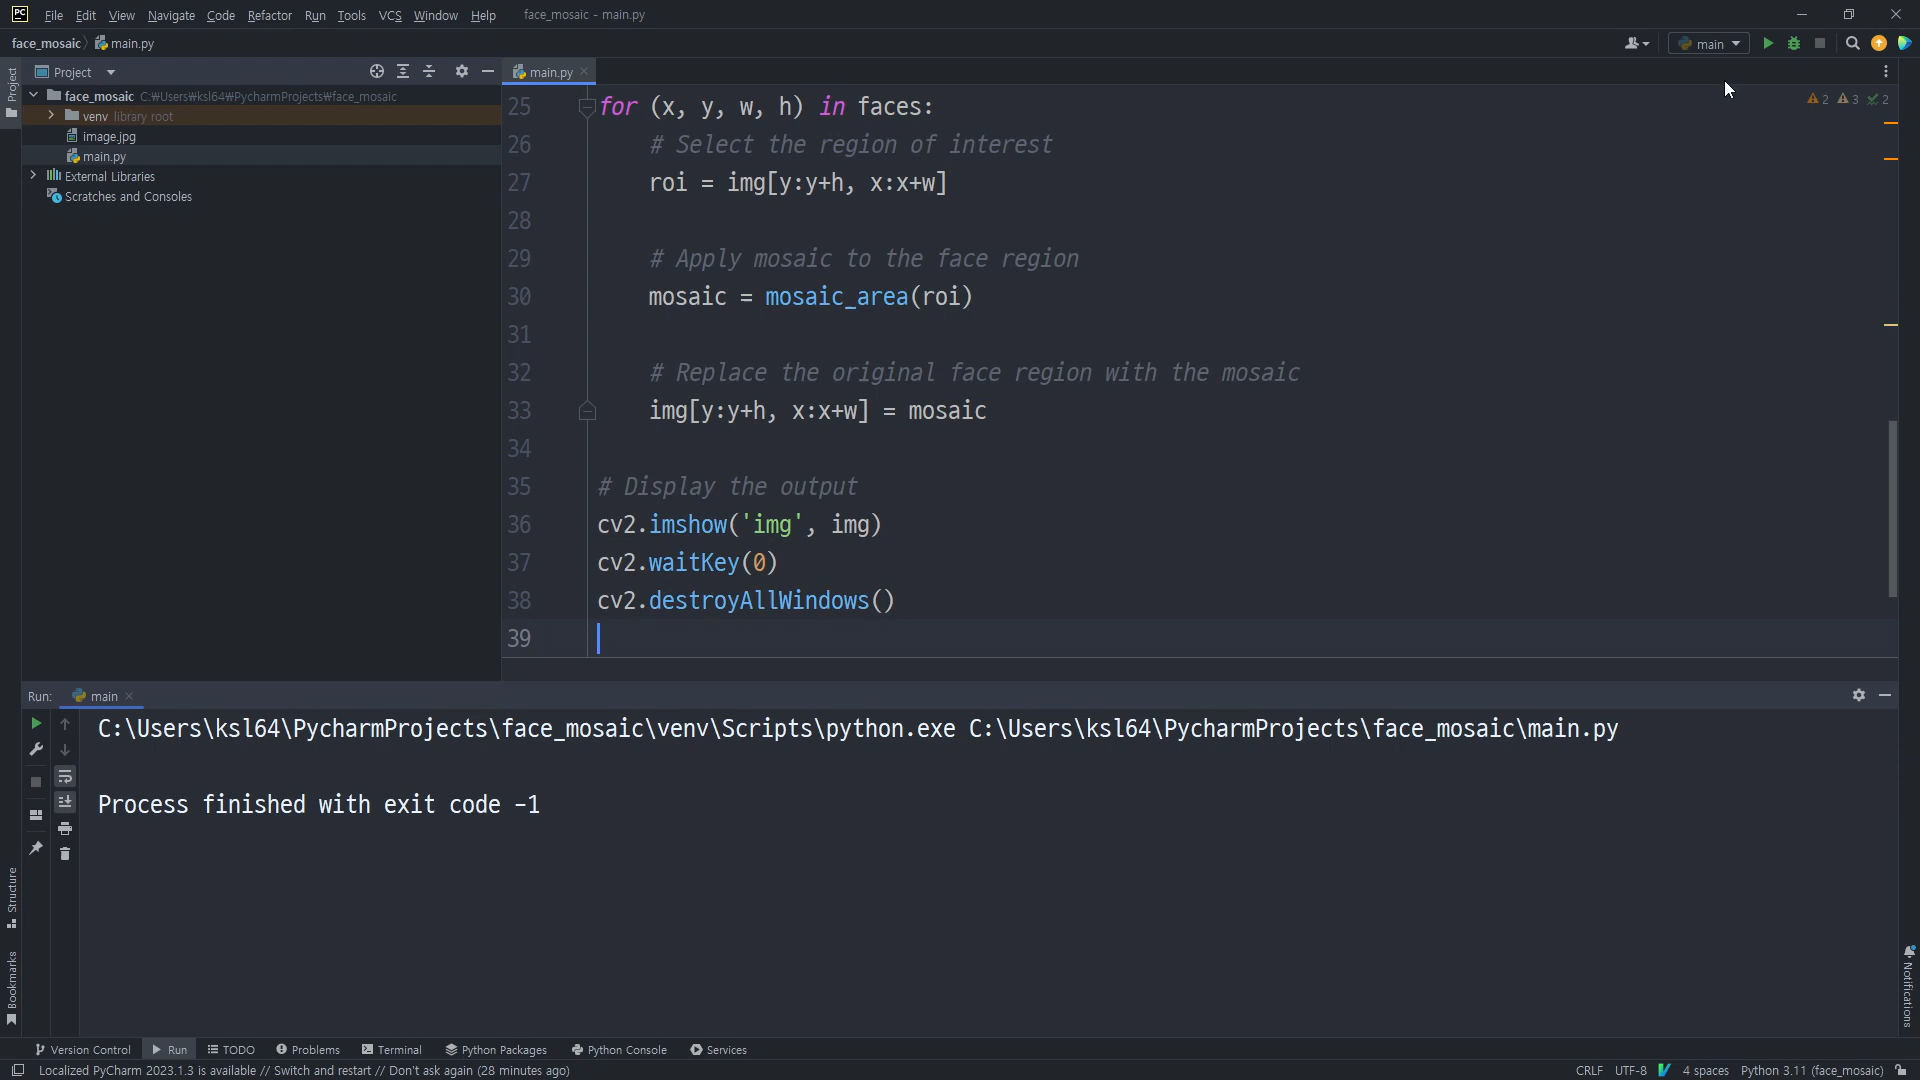 PC File Edit View Navigate Code Refactor Run Tools VCS Window Help face_mosaic - main.py
face_mosaic main.py main
Project main.py
Project
face_mosaic C:₩Users₩ksl64₩PycharmProjects₩face_mosaic
venv library root
image.jpg
main.py
External Libraries
Scratches and Consoles
2 3 2
25 for (x, y, w, h) in faces:
26 # Select the region of interest
27 roi = img[y:y+h, x:x+w]
28
29 # Apply mosaic to the face region
30 mosaic = mosaic_area(roi)
31
32 # Replace the original face region with the mosaic
33 img[y:y+h, x:x+w] = mosaic
34
35 # Display the output
36 cv2.imshow('img', img)
37 cv2.waitKey(0)
38 cv2.destroyAllWindows()
39
Run: main
C:\Users\ksl64\PycharmProjects\face_mosaic\venv\Scripts\python.exe C:\Users\ksl64\PycharmProjects\face_mosaic\main.py
Process finished with exit code -1
Structure
Bookmarks
Notifications
Version Control Run TODO Problems Terminal Python Packages Python Console Services
Localized PyCharm 2023.1.3 is available // Switch and restart // Don't ask again (28 minutes ago) CRLF UTF-8 4 spaces Python 3.11 (face_mosaic)